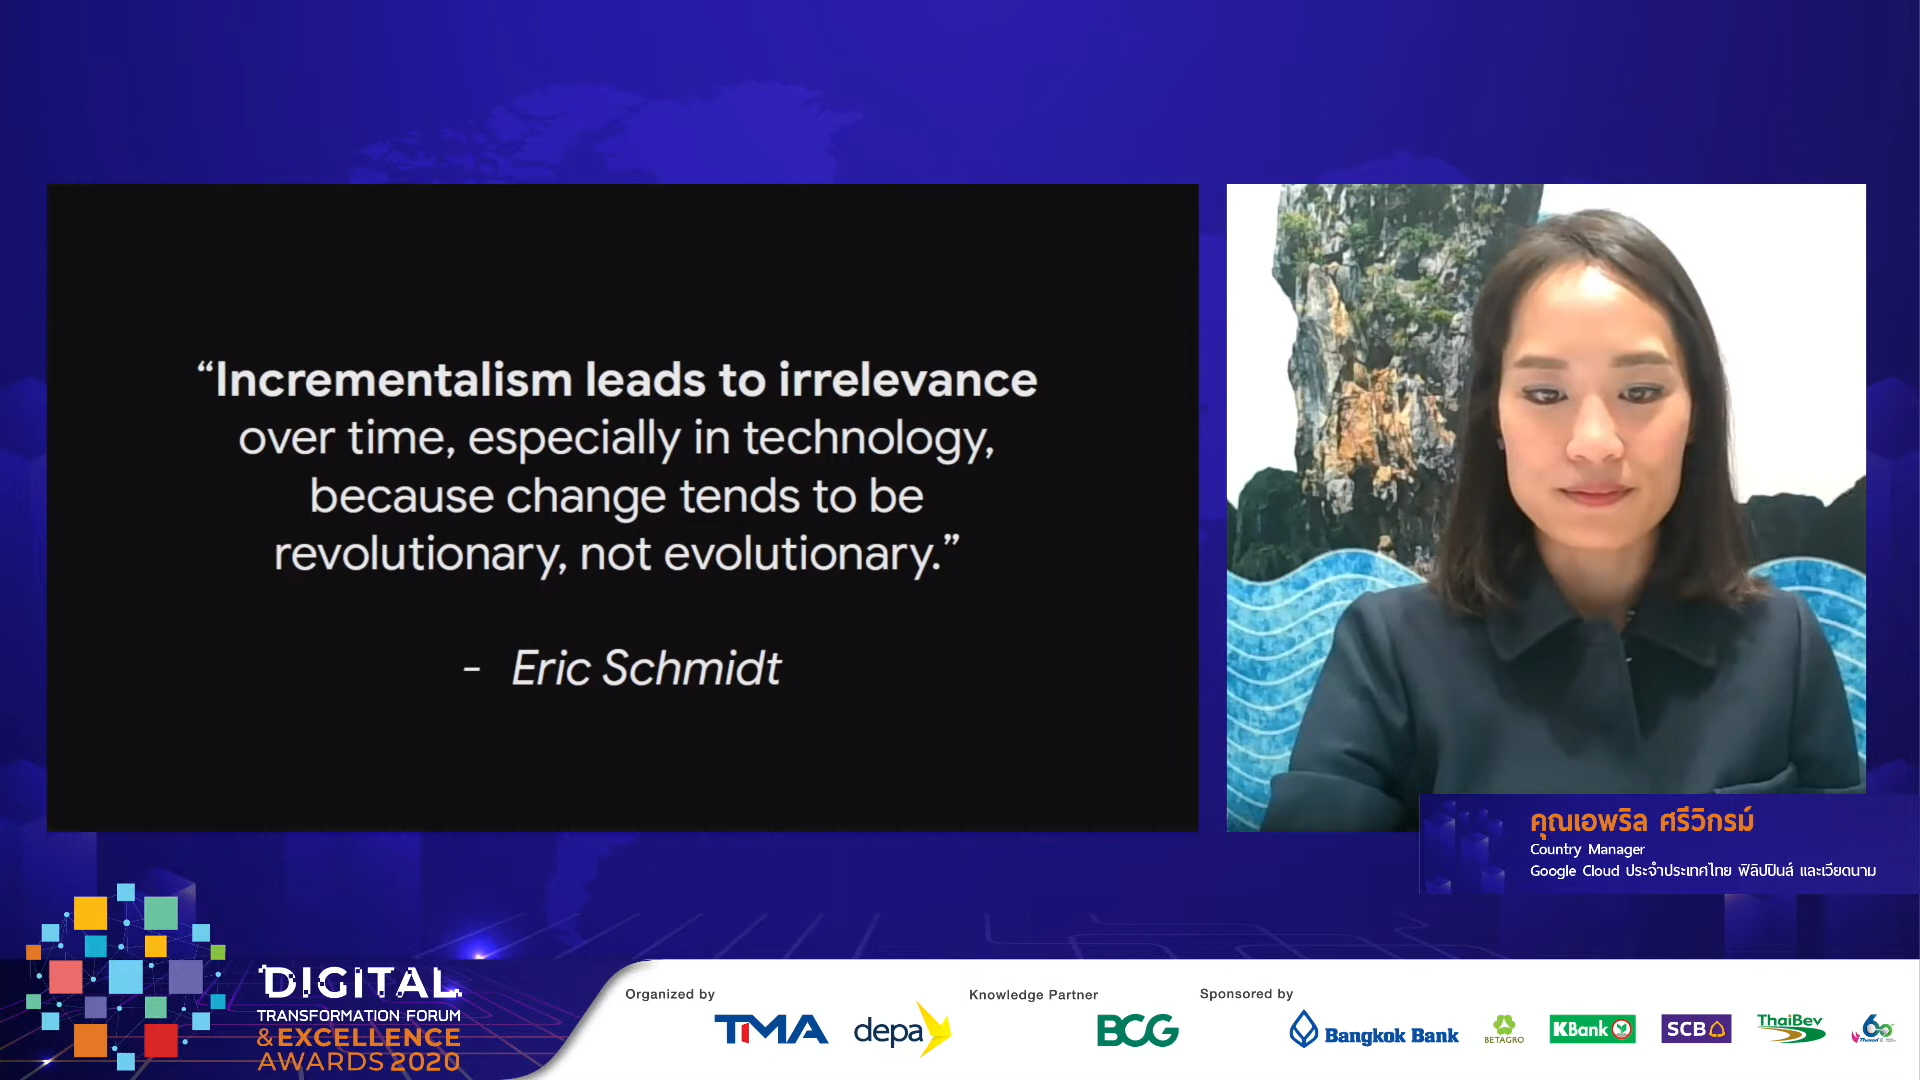 “Incrementalism leads to irrelevance
over time, especially in technology,
because change tends to be
revolutionary, not evolutionary.”
- Eric Schmidt
คุณเอพริล ศรีวิกรม์
Country Manager
Google Cloud ประจำประเทศไทย ฟิลิปปินส์ และเวียดนาม
DIGITAL
TRANSFORMATION FORUM
& EXCELLENCE
AWARDS 2020
Organized by
TMA
depa
Knowledge Partner
BCG
Sponsored by
Bangkok Bank
BETAGRO
KBank
SCB
ThaiBev
60